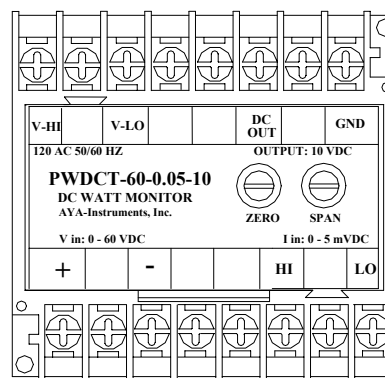 V-HI V-LO DC OUT GND
120 AC 50/60 HZ OUTPUT: 10 VDC
PWDCT-60-0.05-10
DC WATT MONITOR
AYA-Instruments, Inc.
ZERO SPAN
V in: 0 - 60 VDC I in: 0 - 5 mVDC
+ - HI LO